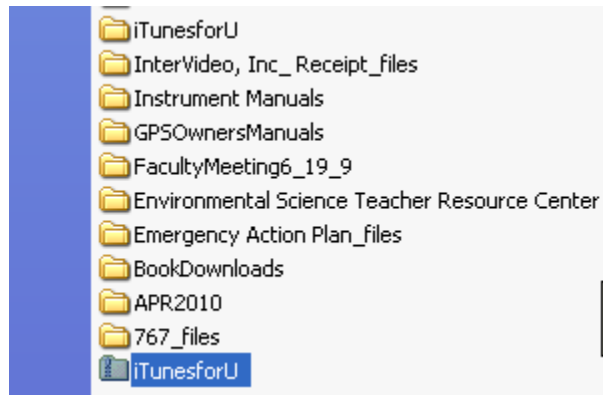 iTunesforU
InterVideo, Inc_ Receipt_files
Instrument Manuals
GPSOwnersManuals
FacultyMeeting6_19_9
Environmental Science Teacher Resource Center
Emergency Action Plan_files
BookDownloads
APR2010
767_files
iTunesforU